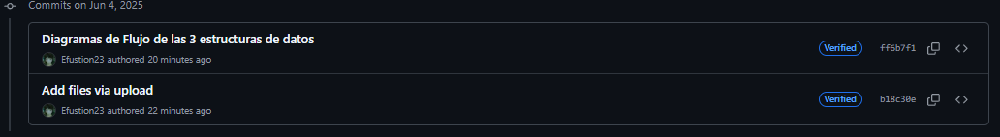 Commits on Jun 4, 2025
Diagramas de Flujo de las 3 estructuras de datos
Efustion23 authored 20 minutes ago
Verified
ff6b7f1
Add files via upload
Efustion23 authored 22 minutes ago
Verified
b18c30e